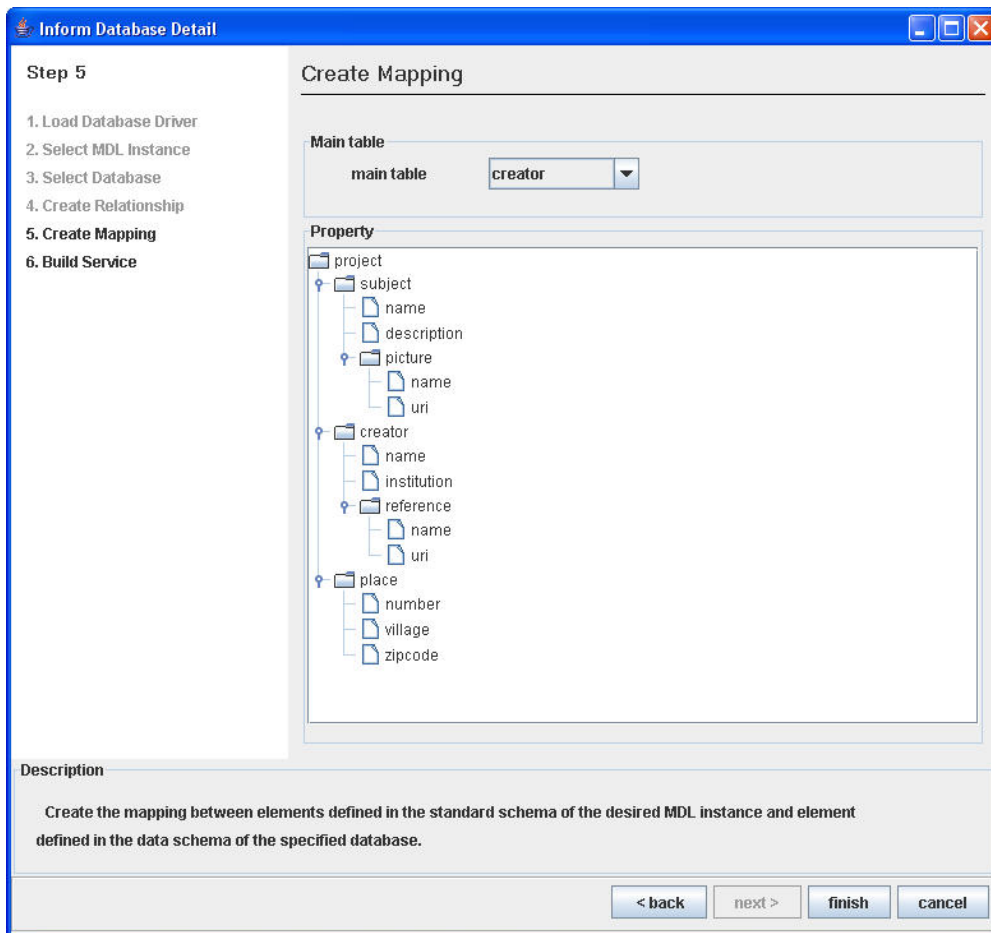 Inform Database Detail
Step 5
1. Load Database Driver
2. Select MDL Instance
3. Select Database
4. Create Relationship
5. Create Mapping
6. Build Service
Create Mapping
Main table
main table creator
Property
project
subject
name
description
picture
name
uri
creator
name
institution
reference
name
uri
place
number
village
zipcode
Description
Create the mapping between elements defined in the standard schema of the desired MDL instance and element
defined in the data schema of the specified database.
< back next > finish cancel